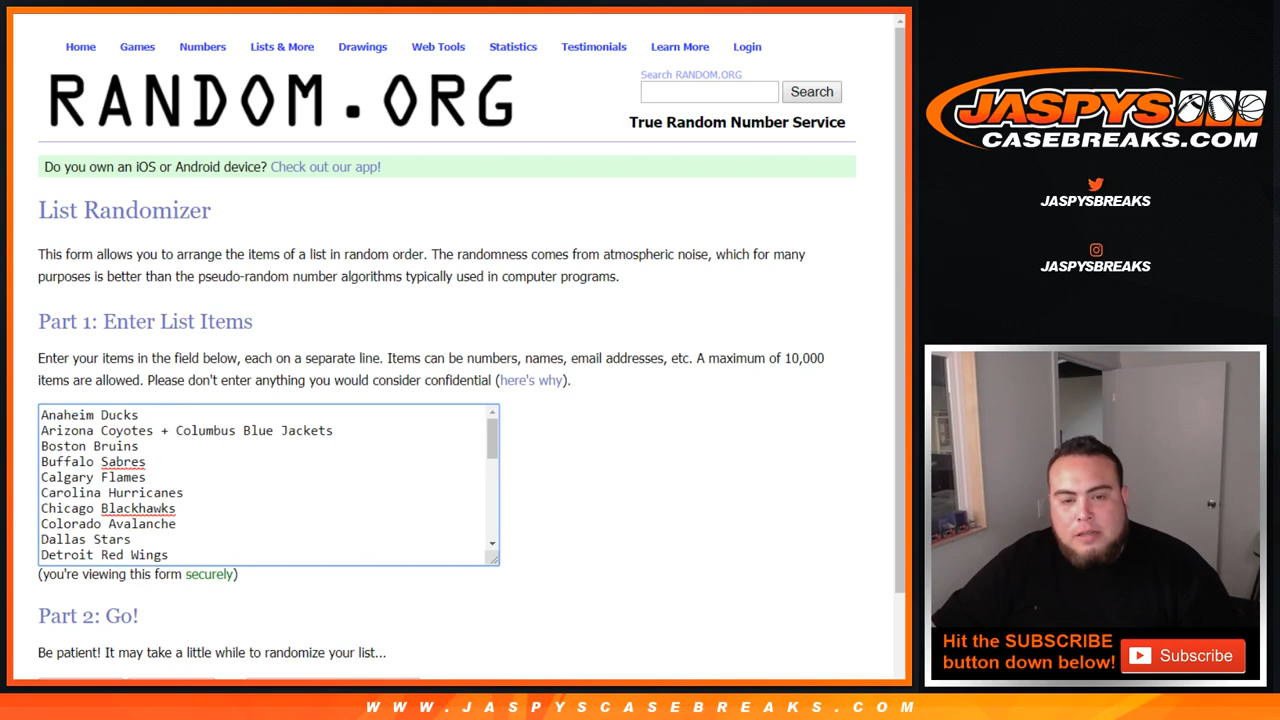 Home Games Numbers Lists & More Drawings Web Tools Statistics Testimonials Learn More Login
RANDOM.ORG
Search RANDOM.ORG
Search
True Random Number Service
Do you own an iOS or Android device? Check out our app!
List Randomizer
This form allows you to arrange the items of a list in random order. The randomness comes from atmospheric noise, which for many
purposes is better than the pseudo-random number algorithms typically used in computer programs.
Part 1: Enter List Items
Enter your items in the field below, each on a separate line. Items can be numbers, names, email addresses, etc. A maximum of 10,000
items are allowed. Please don't enter anything you would consider confidential (here's why).
Anaheim Ducks
Arizona Coyotes + Columbus Blue Jackets
Boston Bruins
Buffalo Sabres
Calgary Flames
Carolina Hurricanes
Chicago Blackhawks
Colorado Avalanche
Dallas Stars
Detroit Red Wings
(you're viewing this form securely)
Part 2: Go!
Be patient! It may take a little while to randomize your list...
JASPYS
CASEBREAKS.COM
JASPYSBREAKS
JASPYSBREAKS
Hit the SUBSCRIBE
button down below!
Subscribe
WWW.JASPYSCASEBREAKS.COM